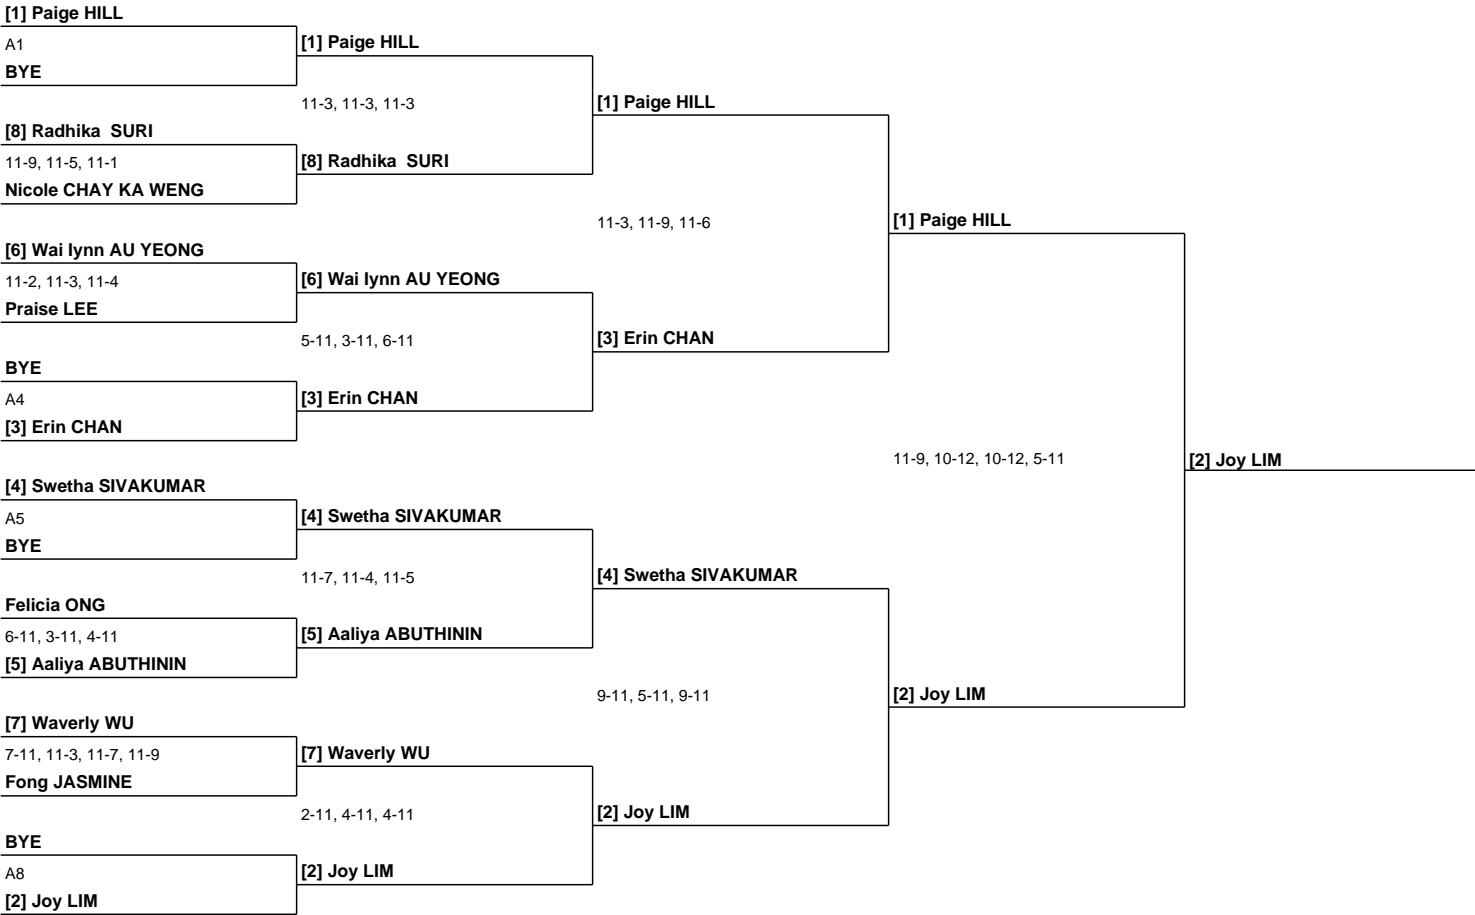 [1] Paige HILL
A1
BYE
[8] Radhika  SURI
11-9, 11-5, 11-1
Nicole CHAY KA WENG
[6] Wai Iynn AU YEONG
11-2, 11-3, 11-4
Praise LEE
BYE
A4
[3] Erin CHAN
[4] Swetha SIVAKUMAR
A5
BYE
Felicia ONG
6-11, 3-11, 4-11
[5] Aaliya ABUTHININ
[7] Waverly WU
7-11, 11-3, 11-7, 11-9
Fong JASMINE
BYE
A8
[2] Joy LIM
[1] Paige HILL
11-3, 11-3, 11-3
[8] Radhika  SURI
[6] Wai Iynn AU YEONG
5-11, 3-11, 6-11
[3] Erin CHAN
[4] Swetha SIVAKUMAR
11-7, 11-4, 11-5
[5] Aaliya ABUTHININ
[7] Waverly WU
2-11, 4-11, 4-11
[2] Joy LIM
[1] Paige HILL
11-3, 11-9, 11-6
[3] Erin CHAN
[4] Swetha SIVAKUMAR
9-11, 5-11, 9-11
[2] Joy LIM
[1] Paige HILL
11-9, 10-12, 10-12, 5-11
[2] Joy LIM
[2] Joy LIM